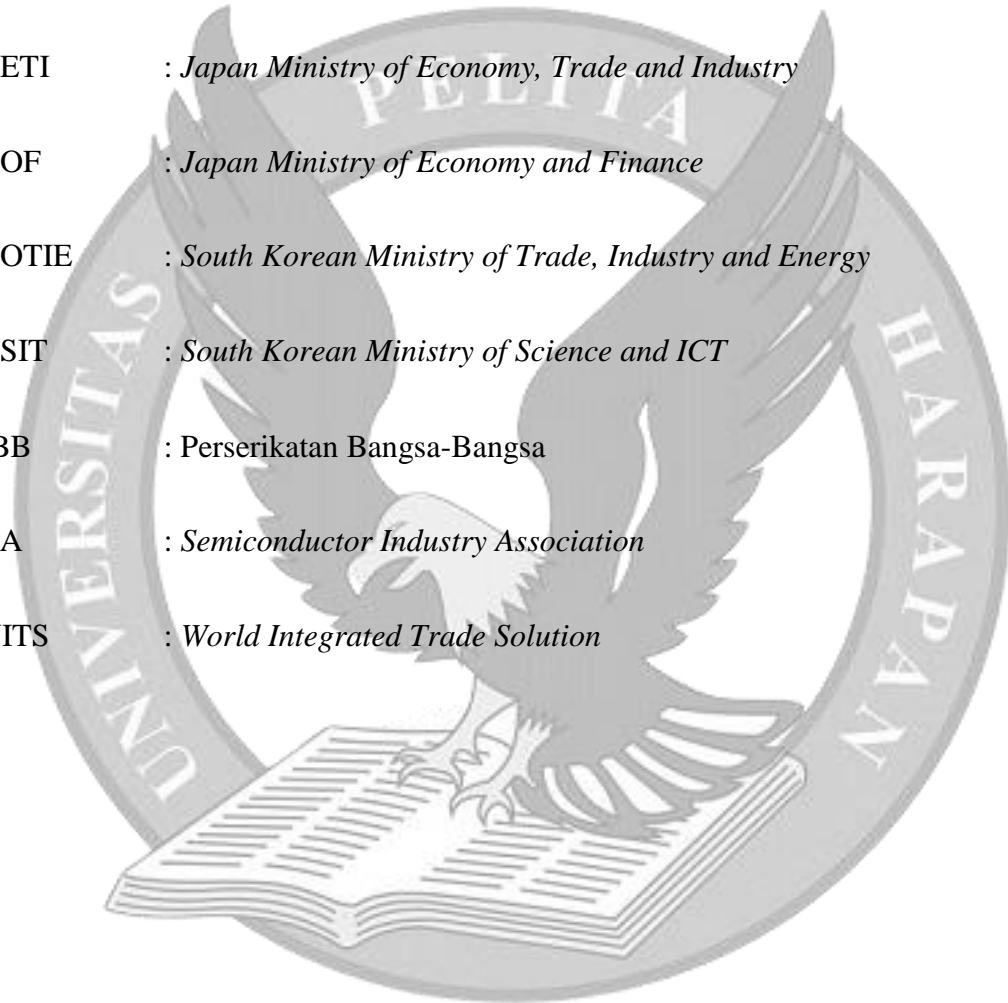 ETI : Japan Ministry of Economy, Trade and Industry
OF : Japan Ministry of Economy and Finance
OTIE : South Korean Ministry of Trade, Industry and Energy
SIT : South Korean Ministry of Science and ICT
BB : Perserikatan Bangsa-Bangsa
A : Semiconductor Industry Association
ITS : World Integrated Trade Solution
UNIVERSITAS PELITA HARAPAN